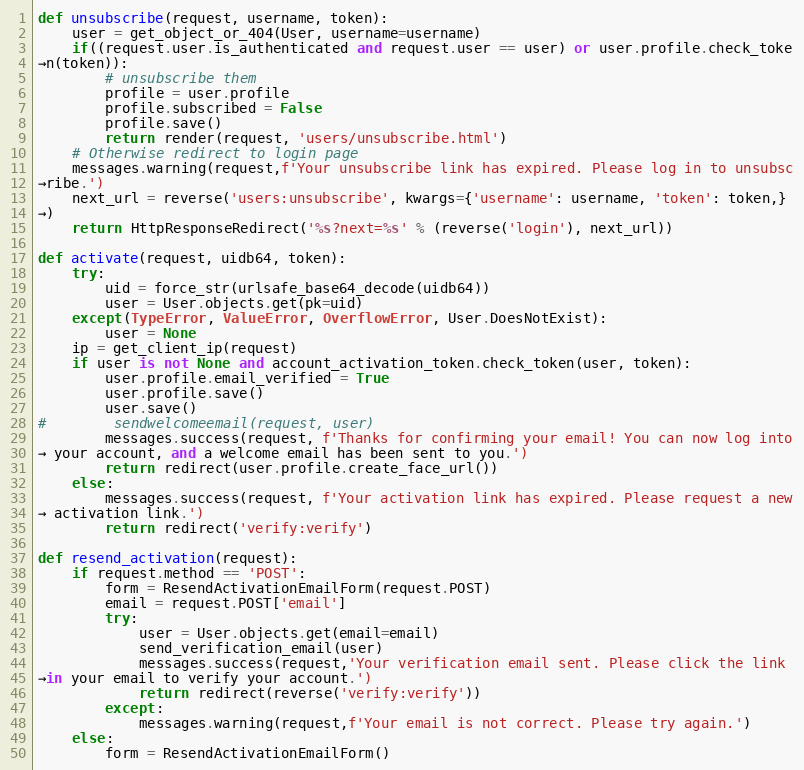 1 def unsubscribe(request, username, token):
2     user = get_object_or_404(User, username=username)
3     if((request.user.is_authenticated and request.user == user) or user.profile.check_toke
4 →n(token)):
5         # unsubscribe them
6         profile = user.profile
7         profile.subscribed = False
8         profile.save()
9         return render(request, 'users/unsubscribe.html')
10     # Otherwise redirect to login page
11     messages.warning(request,f'Your unsubscribe link has expired. Please log in to unsubsc
12 →ribe.')
13     next_url = reverse('users:unsubscribe', kwargs={'username': username, 'token': token,}
14 →)
15     return HttpResponseRedirect('%s?next=%s' % (reverse('login'), next_url))
16
17 def activate(request, uidb64, token):
18     try:
19         uid = force_str(urlsafe_base64_decode(uidb64))
20         user = User.objects.get(pk=uid)
21     except(TypeError, ValueError, OverflowError, User.DoesNotExist):
22         user = None
23     ip = get_client_ip(request)
24     if user is not None and account_activation_token.check_token(user, token):
25         user.profile.email_verified = True
26         user.profile.save()
27         user.save()
28 #        sendwelcomeemail(request, user)
29         messages.success(request, f'Thanks for confirming your email! You can now log into
30 → your account, and a welcome email has been sent to you.')
31         return redirect(user.profile.create_face_url())
32     else:
33         messages.success(request, f'Your activation link has expired. Please request a new
34 → activation link.')
35         return redirect('verify:verify')
36
37 def resend_activation(request):
38     if request.method == 'POST':
39         form = ResendActivationEmailForm(request.POST)
40         email = request.POST['email']
41         try:
42             user = User.objects.get(email=email)
43             send_verification_email(user)
44             messages.success(request,'Your verification email sent. Please click the link
45 →in your email to verify your account.')
46             return redirect(reverse('verify:verify'))
47         except:
48             messages.warning(request,f'Your email is not correct. Please try again.')
49     else:
50         form = ResendActivationEmailForm()